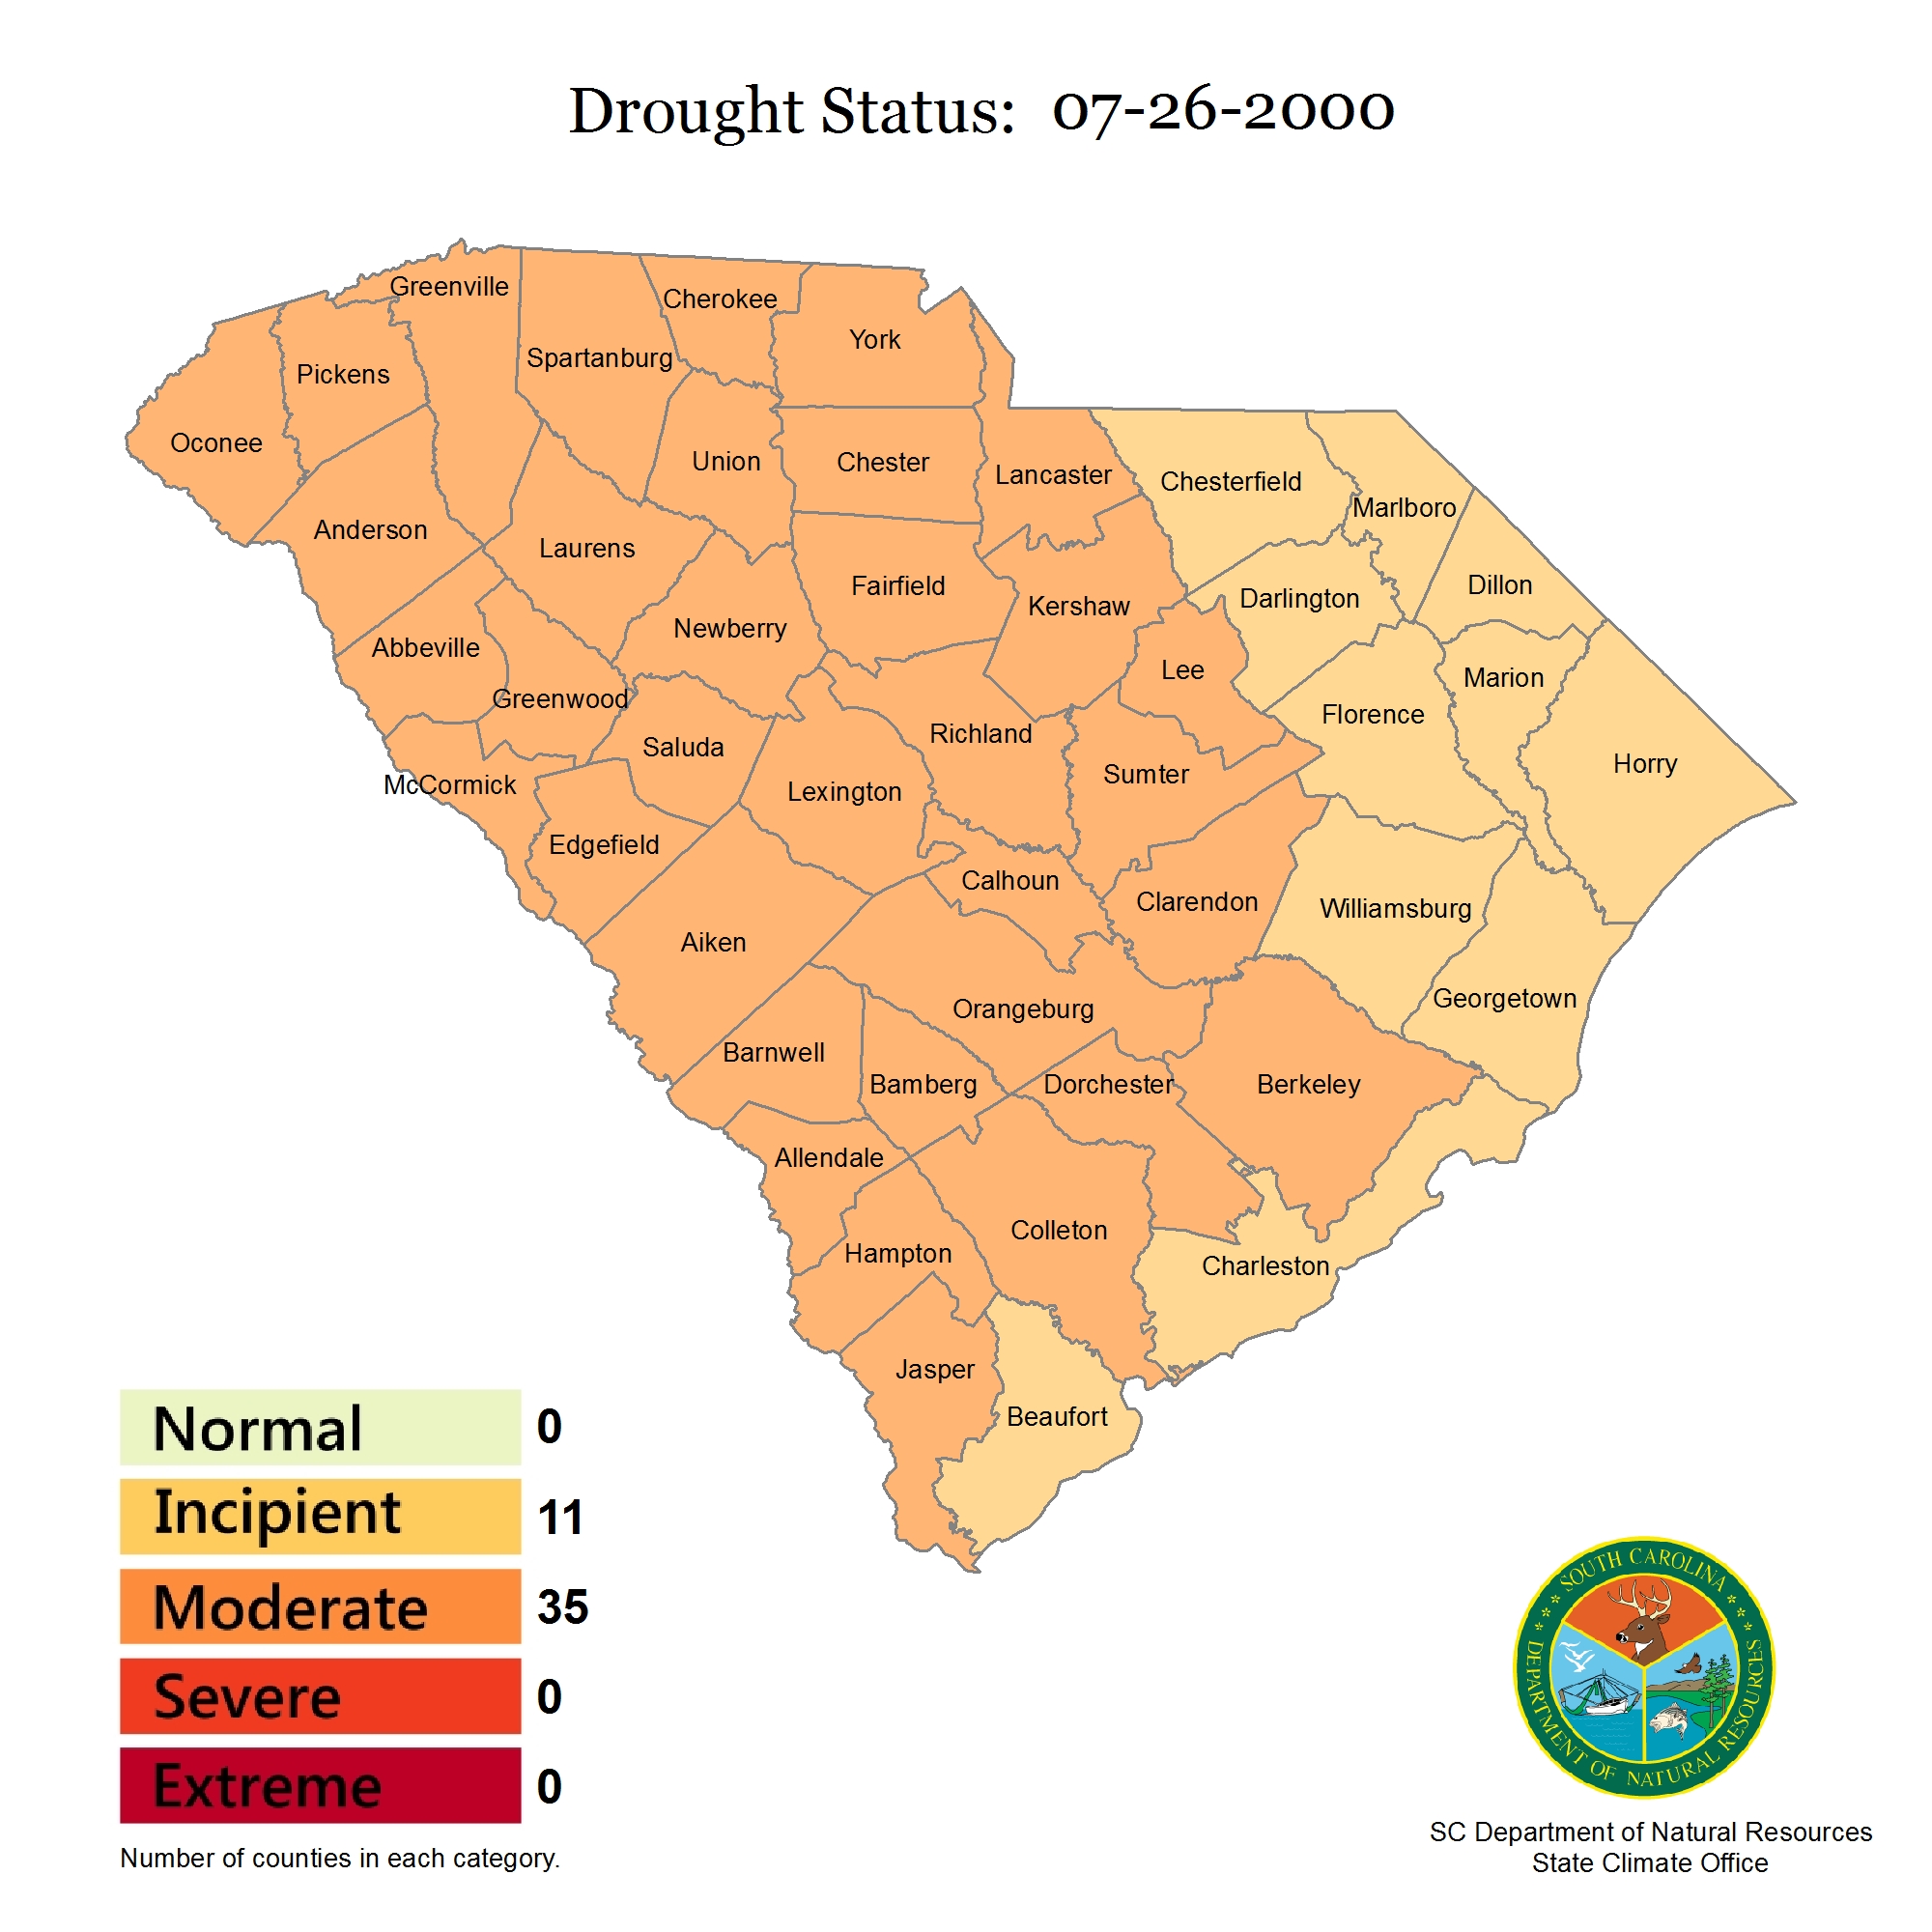 Drought Status: 07-26-2000
Greenville
Cherokee
York
Spartanburg
Pickens
Oconee
Union
Chester
Lancaster
Chesterfield
Marlboro
Anderson
Laurens
Fairfield
Kershaw
Darlington
Dillon
Newberry
Abbeville
Lee
Marion
Greenwood
Florence
Richland
Saluda
Sumter
Horry
McCormick
Lexington
Edgefield
Calhoun
Clarendon
Williamsburg
Aiken
Georgetown
Orangeburg
Barnwell
Bamberg
Dorchester
Berkeley
Allendale
Colleton
Hampton
Charleston
Jasper
Beaufort
Normal 0
Incipient 11
Moderate 35
Severe 0
Extreme 0
Number of counties in each category.
SOUTH CAROLINA
DEPARTMENT OF NATURAL RESOURCES
SC Department of Natural Resources
State Climate Office